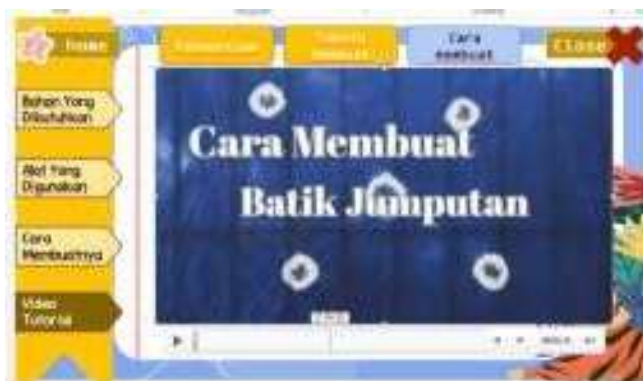 Home
Cara
membuat
Close
Bahan Yang
Dibutuhkan
Alat Yang
Digunakan
Cara
Membuatnya
Video
Tutorial
Cara Membuat
Batik Jumputan